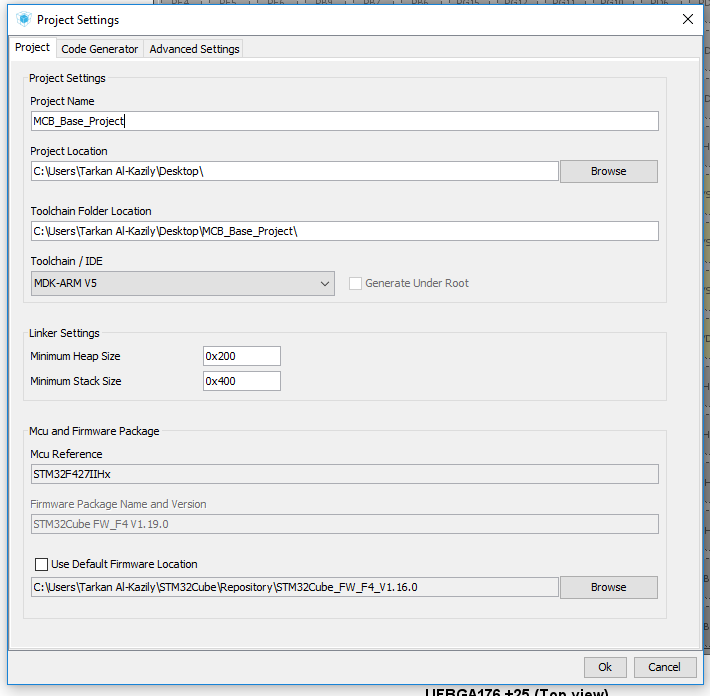 Project Settings
Project Code Generator Advanced Settings
Project Settings
Project Name
MCB_Base_Project
Project Location
C:\Users\Tarkan Al-Kazily\Desktop\ Browse
Toolchain Folder Location
C:\Users\Tarkan Al-Kazily\Desktop\MCB_Base_Project\
Toolchain / IDE
MDK-ARM V5 Generate Under Root
Linker Settings
Minimum Heap Size 0x200
Minimum Stack Size 0x400
Mcu and Firmware Package
Mcu Reference
STM32F427IIHx
Firmware Package Name and Version
STM32Cube FW_F4 V1.19.0
Use Default Firmware Location
C:\Users\Tarkan Al-Kazily\STM32Cube\Repository\STM32Cube_FW_F4_V1.16.0 Browse
Ok Cancel
UFBGA176 +25 (Top view)